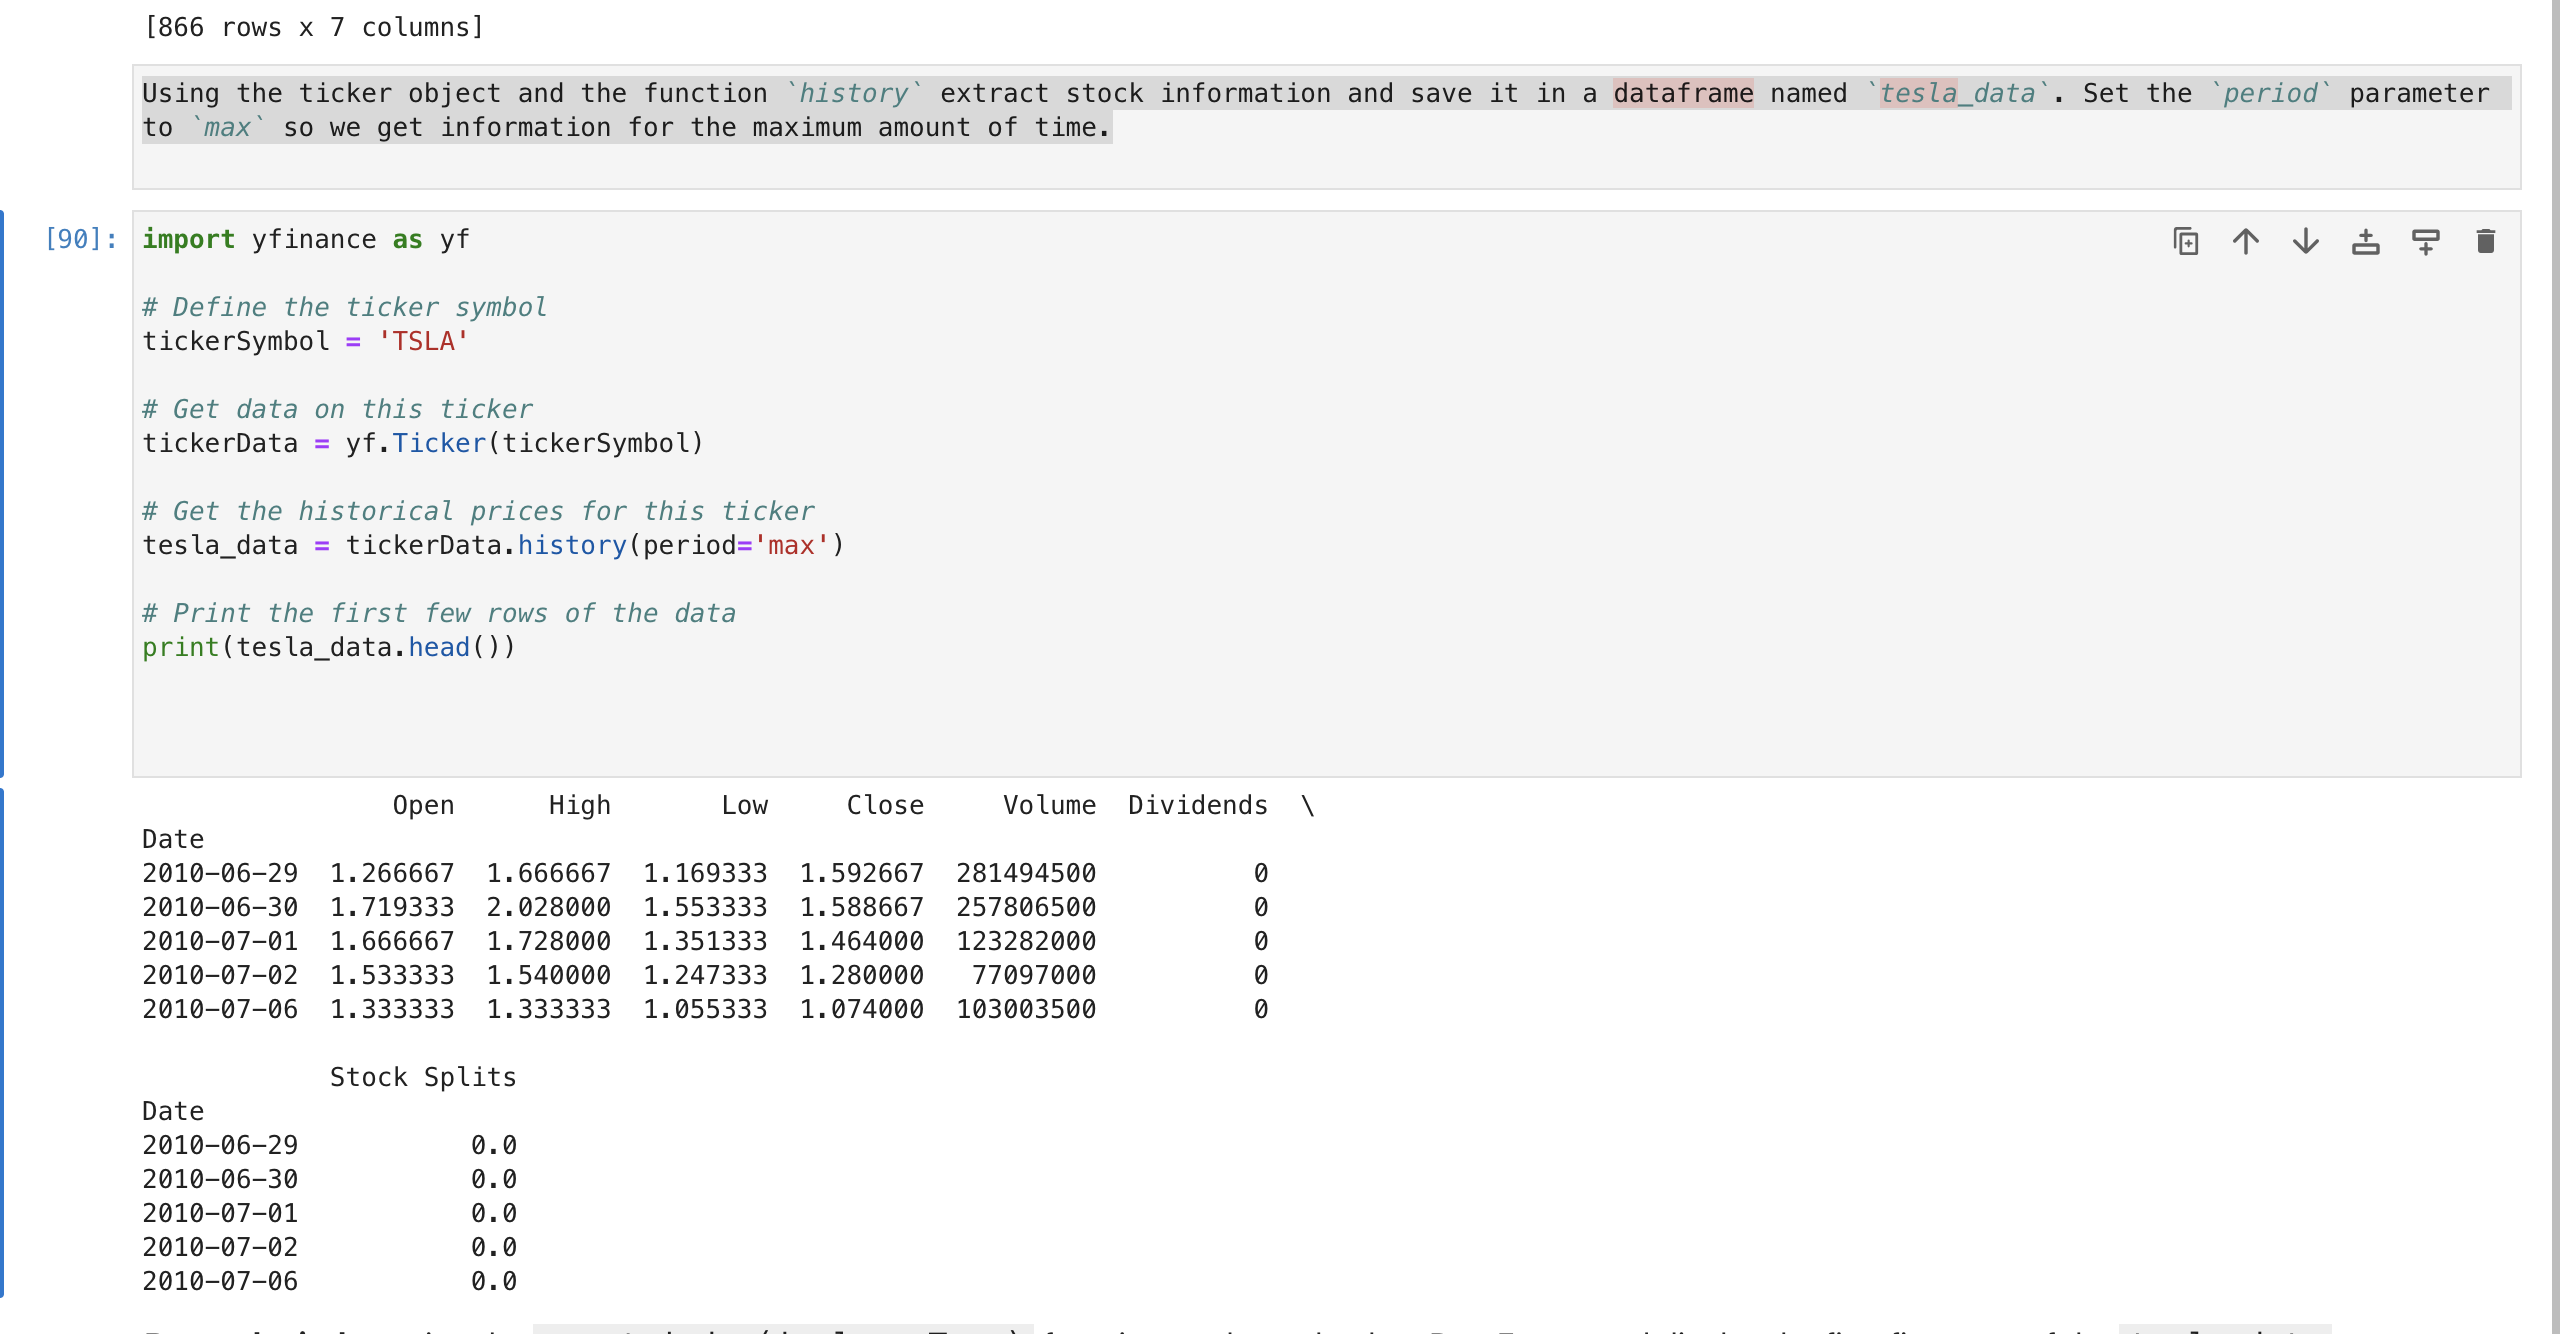 [866 rows x 7 columns]
Using the ticker object and the function `history` extract stock information and save it in a dataframe named `tesla_data`. Set the `period` parameter
to `max` so we get information for the maximum amount of time.
[90]: import yfinance as yf
# Define the ticker symbol
tickerSymbol = 'TSLA'
# Get data on this ticker
tickerData = yf.Ticker(tickerSymbol)
# Get the historical prices for this ticker
tesla_data = tickerData.history(period='max')
# Print the first few rows of the data
print(tesla_data.head())
Open High Low Close Volume Dividends \
Date
2010-06-29 1.266667 1.666667 1.169333 1.592667 281494500 0
2010-06-30 1.719333 2.028000 1.553333 1.588667 257806500 0
2010-07-01 1.666667 1.728000 1.351333 1.464000 123282000 0
2010-07-02 1.533333 1.540000 1.247333 1.280000 77097000 0
2010-07-06 1.333333 1.333333 1.055333 1.074000 103003500 0
Stock Splits
Date
2010-06-29 0.0
2010-06-30 0.0
2010-07-01 0.0
2010-07-02 0.0
2010-07-06 0.0